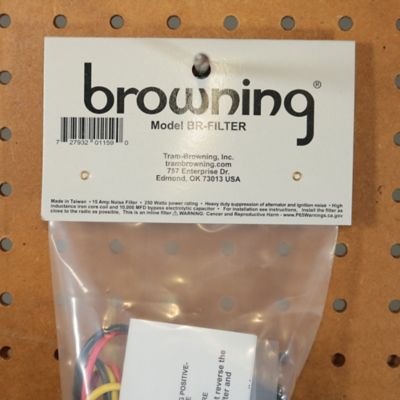 browning®
Model BR-FILTER
7 27932 01159 0
Tram-Browning, Inc.
trambrowning.com
757 Enterprise Dr.
Edmond, OK 73013 USA
Made in Taiwan • 10 Amp Noise Filter • 250 Watts power rating • Heavy duty suppression of alternator and ignition noise • High
inductance iron core coil and 10,000 MFD bypass electrolytic capacitor • For installation see instructions. Install the filter as
close to the radio as possible. This is an inline filter ⚠ WARNING: Cancer and Reproductive Harm - www.P65Warnings.ca.gov
G POSITIVE-
RE
t reverse the
ter and